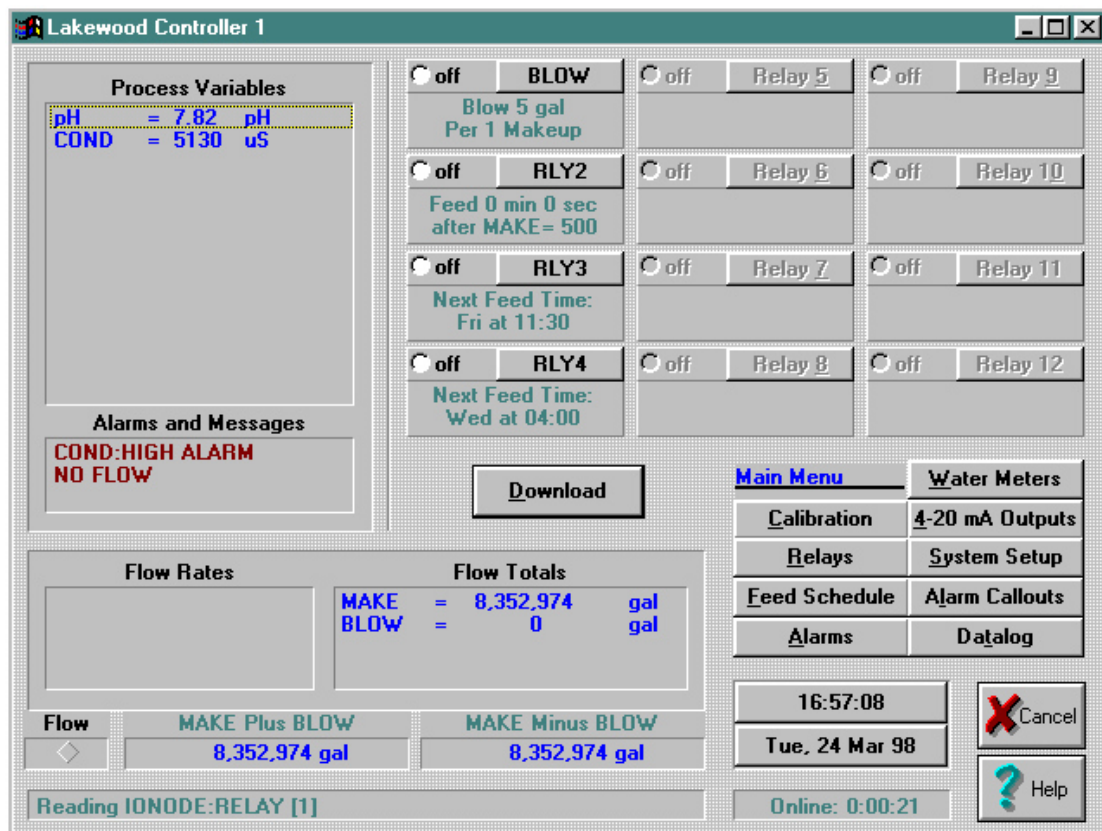 Lakewood Controller 1
Process Variables
pH = 7.82 pH
COND = 5130 uS
Alarms and Messages
COND:HIGH ALARM
NO FLOW
off BLOW
Blow 5 gal
Per 1 Makeup
off RLY2
Feed 0 min 0 sec
after MAKE= 500
off RLY3
Next Feed Time:
Fri at 11:30
off RLY4
Next Feed Time:
Wed at 04:00
off Relay 5
off Relay 6
off Relay 7
off Relay 8
off Relay 9
off Relay 10
off Relay 11
off Relay 12
Download
Main Menu
Water Meters
Calibration
4-20 mA Outputs
Relays
System Setup
Feed Schedule
Alarm Callouts
Alarms
Datalog
Flow Rates
Flow Totals
MAKE = 8,352,974 gal
BLOW = 0 gal
Flow
MAKE Plus BLOW
8,352,974 gal
MAKE Minus BLOW
8,352,974 gal
16:57:08
Tue, 24 Mar 98
Cancel
Help
Reading IONODE:RELAY [1]
Online: 0:00:21